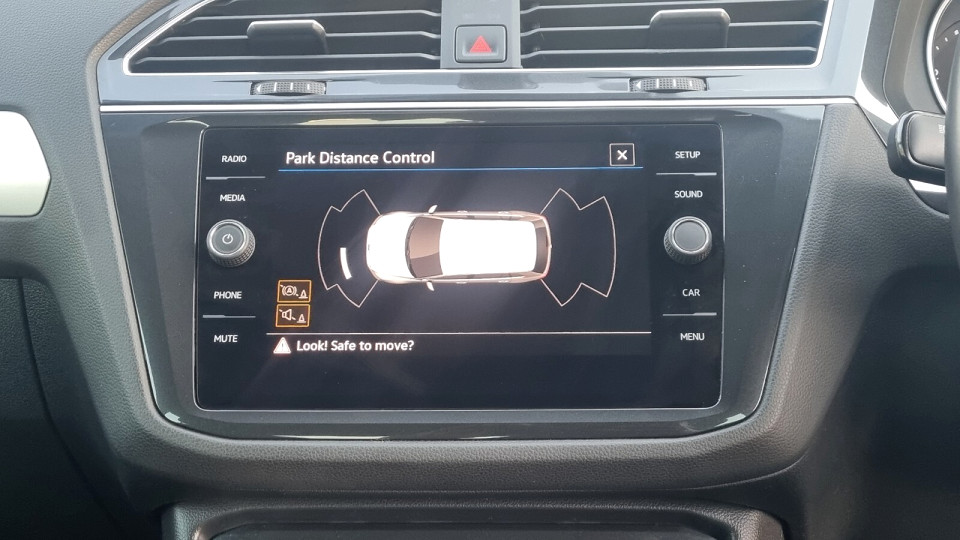 RADIO
MEDIA
PHONE
MUTE
Park Distance Control
Look! Safe to move?
SETUP
SOUND
CAR
MENU